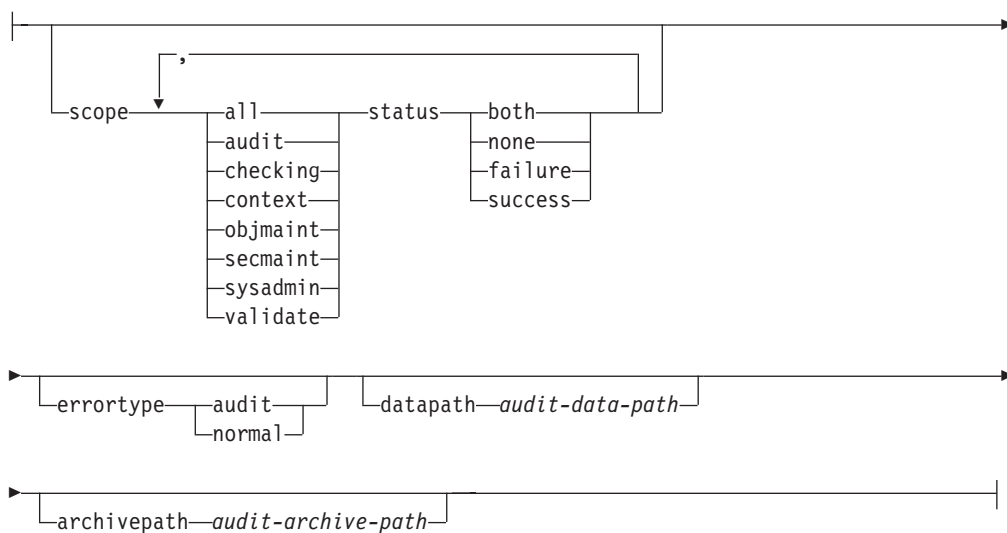 ,
scope all status both
audit none
checking failure
context success
objmaint
secmaint
sysadmin
validate
errortype audit datapath audit-data-path
normal
archivepath audit-archive-path